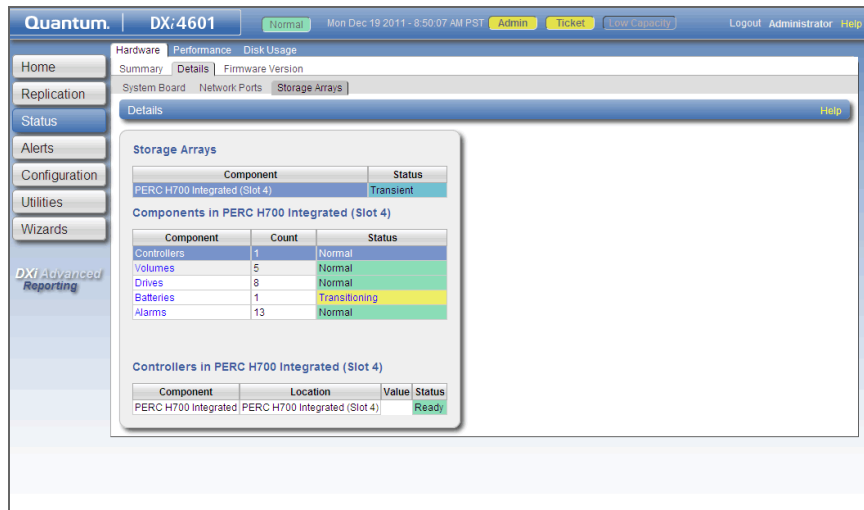 Quantum. DXi4601 Normal Mon Dec 19 2011 - 8:50:07 AM PST Admin Ticket Low Capacity Logout Administrator Help
Hardware Performance Disk Usage
Home
Summary Details Firmware Version
Replication
System Board Network Ports Storage Arrays
Status
Details Help
Alerts
Configuration
Utilities
Wizards
DXi Advanced
Reporting
Storage Arrays
Component Status
PERC H700 Integrated (Slot 4) Transient
Components in PERC H700 Integrated (Slot 4)
Component Count Status
Controllers 1 Normal
Volumes 5 Normal
Drives 8 Normal
Batteries 1 Transitioning
Alarms 13 Normal
Controllers in PERC H700 Integrated (Slot 4)
Component Location Value Status
PERC H700 Integrated PERC H700 Integrated (Slot 4) Ready